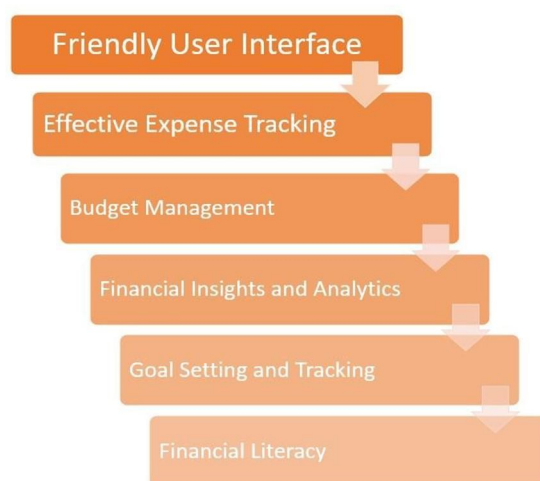 Friendly User Interface
Effective Expense Tracking
Budget Management
Financial Insights and Analytics
Goal Setting and Tracking
Financial Literacy